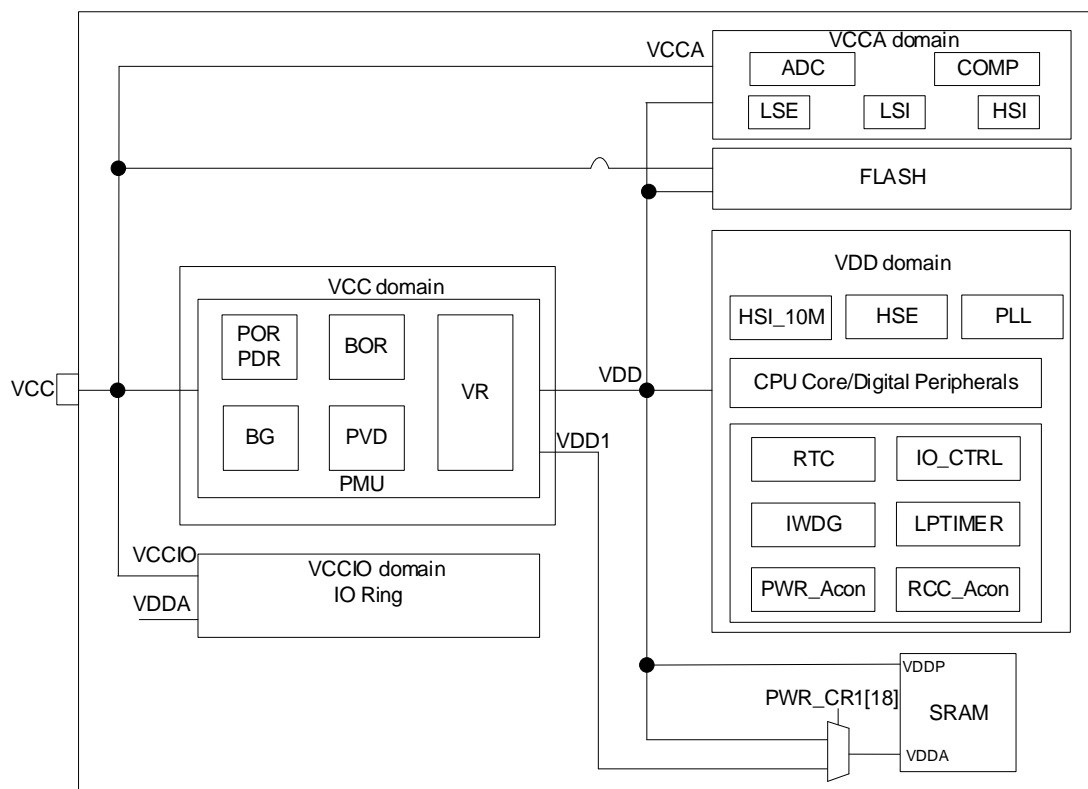 VCCA
VCCA domain
ADC
COMP
LSE
LSI
HSI
FLASH
VCC domain
POR
PDR
BOR
VR
BG
PVD
PMU
VCC
VDD
VDD1
VDD domain
HSI_10M
HSE
PLL
CPU Core/Digital Peripherals
RTC
IO_CTRL
IWDG
LPTIMER
PWR_Acon
RCC_Acon
VCCIO
VCCIO domain
IO Ring
VDDA
PWR_CR1[18]
VDDP
SRAM
VDDA